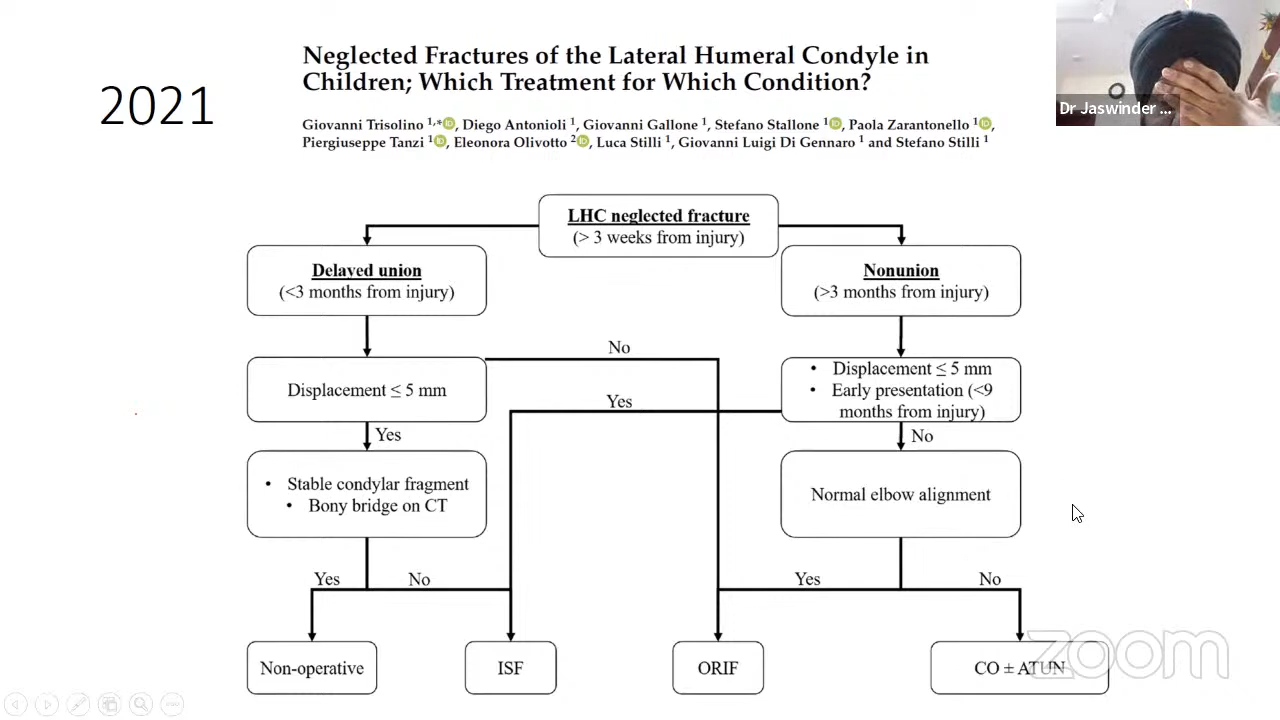 2021
Neglected Fractures of the Lateral Humeral Condyle in
Children; Which Treatment for Which Condition?
Giovanni Trisolino 1,*, Diego Antonioli 1, Giovanni Gallone 1, Stefano Stallone 1, Paola Zarantonello 1,
Piergiuseppe Tanzi 1, Eleonora Olivotto 2, Luca Stilli 1, Giovanni Luigi Di Gennaro 1 and Stefano Stilli 1
Dr Jaswinder ...
LHC neglected fracture
(> 3 weeks from injury)
Delayed union
(<3 months from injury)
Nonunion
(>3 months from injury)
No
Displacement ≤ 5 mm
• Displacement ≤ 5 mm
• Early presentation (<9
months from injury)
Yes
Yes
No
• Stable condylar fragment
• Bony bridge on CT
Normal elbow alignment
Yes
No
Yes
No
Non-operative
ISF
ORIF
CO ± ATUN
zoom